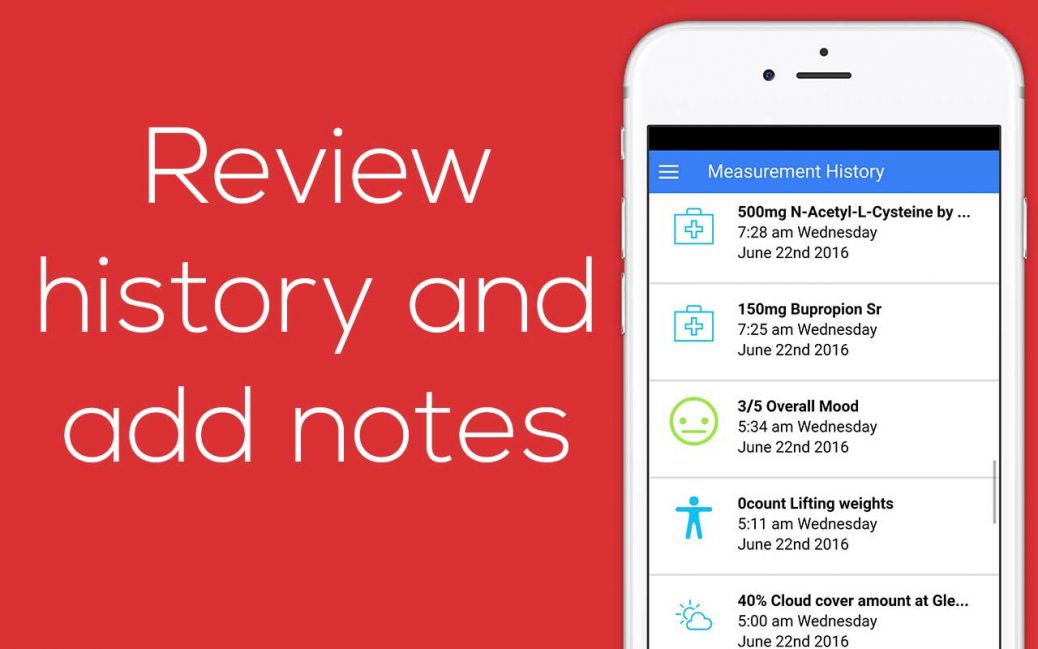 Review
history and
add notes
Measurement History
500mg N-Acetyl-L-Cysteine by ...
7:28 am Wednesday
June 22nd 2016
150mg Bupropion Sr
7:25 am Wednesday
June 22nd 2016
3/5 Overall Mood
5:34 am Wednesday
June 22nd 2016
0count Lifting weights
5:11 am Wednesday
June 22nd 2016
40% Cloud cover amount at Gle...
5:00 am Wednesday
June 22nd 2016